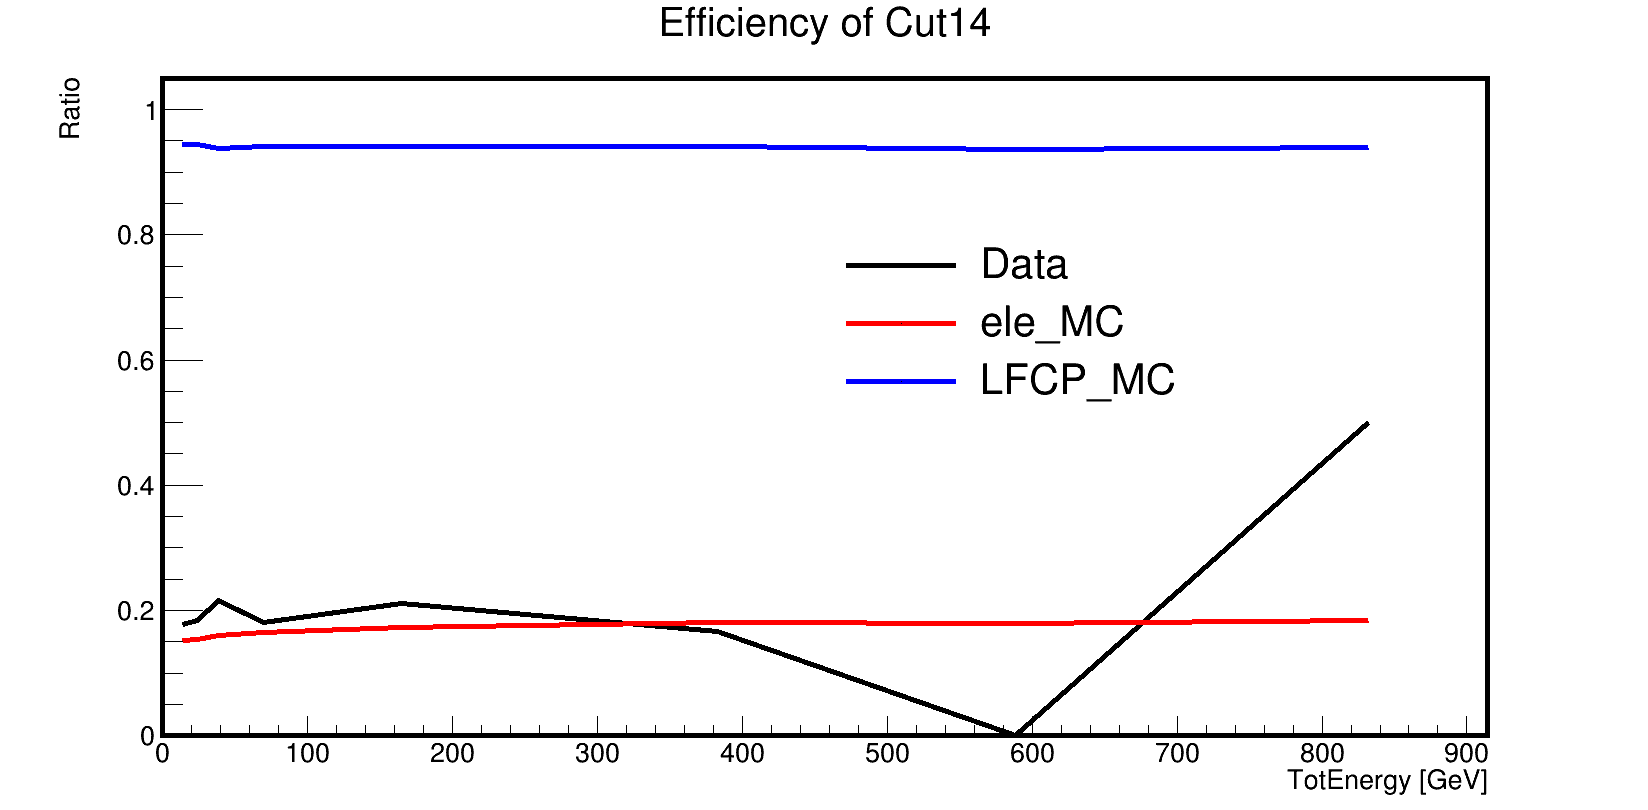 Efficiency of Cut14
Ratio
1
0.8
0.6
0.4
0.2
0
Data
ele_MC
LFCP_MC
0 100 200 300 400 500 600 700 800 900
TotEnergy [GeV]